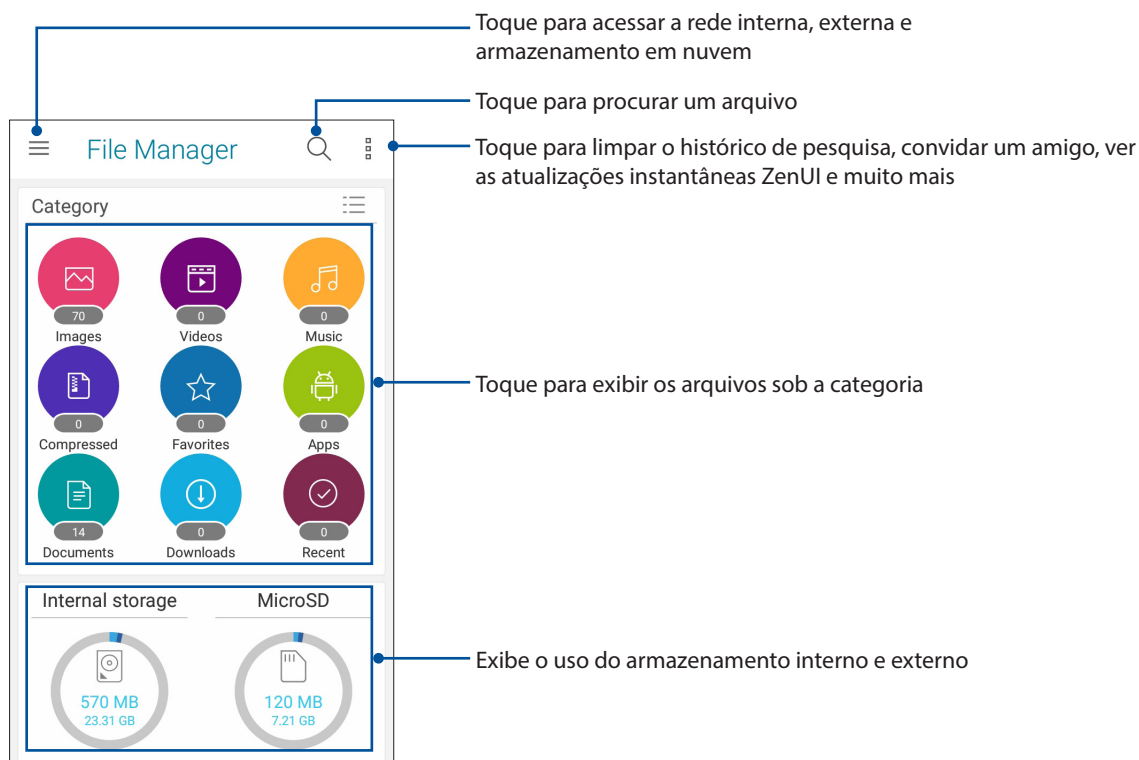 Toque para acessar a rede interna, externa e
armazenamento em nuvem
Toque para procurar um arquivo
Toque para limpar o histórico de pesquisa, convidar um amigo, ver
as atualizações instantâneas ZenUI e muito mais
File Manager
Category
70
0
0
Images
Videos
Music
0
0
0
Compressed
Favorites
Apps
14
0
0
Documents
Downloads
Recent
Toque para exibir os arquivos sob a categoria
Internal storage
MicroSD
570 MB
23.31 GB
120 MB
7.21 GB
Exibe o uso do armazenamento interno e externo